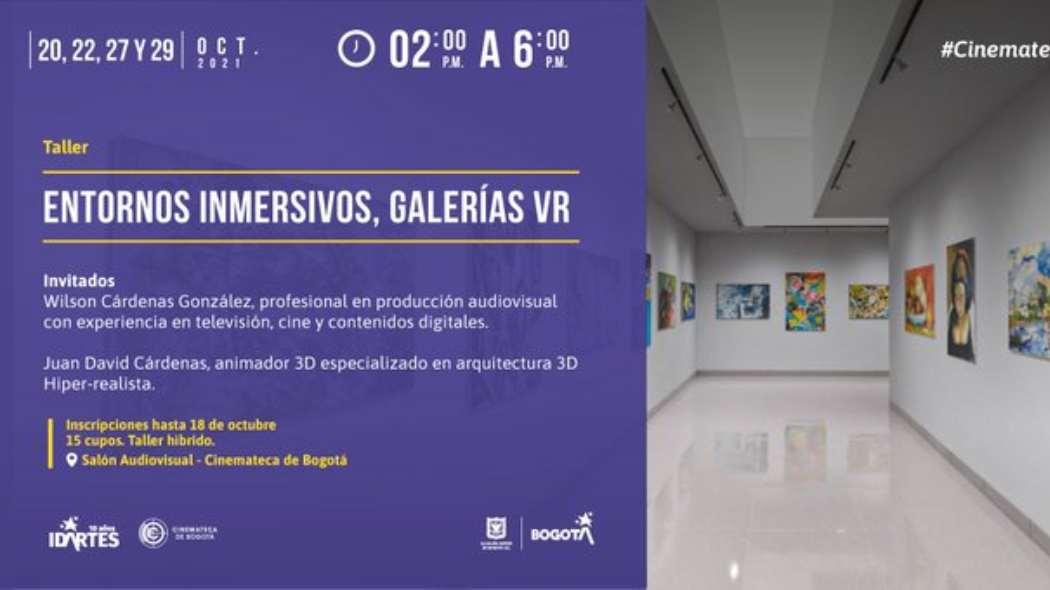 20, 22, 27 Y 29 OCT.
2021
02:00 P.M. A 6:00 P.M.
#Cinemate
Taller
ENTORNOS INMERSIVOS, GALERÍAS VR
Invitados
Wilson Cárdenas González, profesional en producción audiovisual
con experiencia en televisión, cine y contenidos digitales.
Juan David Cárdenas, animador 3D especializado en arquitectura 3D
Hiper-realista.
Inscripciones hasta 18 de octubre
15 cupos. Taller híbrido.
Salón Audiovisual - Cinemateca de Bogotá
10 años
IDARTES
CINEMATECA
DE BOGOTÁ
BOGOTÁ